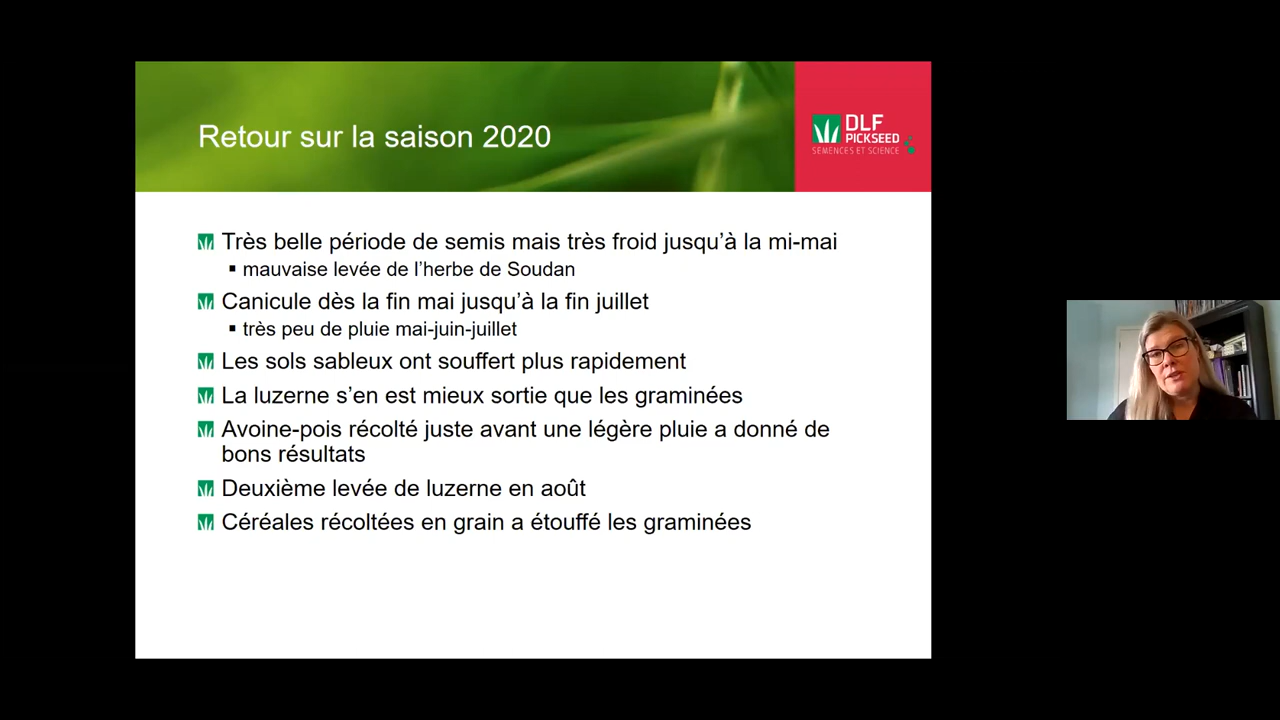 Retour sur la saison 2020
DLF
PICKSEED
SEMENCES ET SCIENCE
Très belle période de semis mais très froid jusqu’à la mi-mai
mauvaise levée de l’herbe de Soudan
Canicule dès la fin mai jusqu’à la fin juillet
très peu de pluie mai-juin-juillet
Les sols sableux ont souffert plus rapidement
La luzerne s’en est mieux sortie que les graminées
Avoine-pois récolté juste avant une légère pluie a donné de
bons résultats
Deuxième levée de luzerne en août
Céréales récoltées en grain a étouffé les graminées